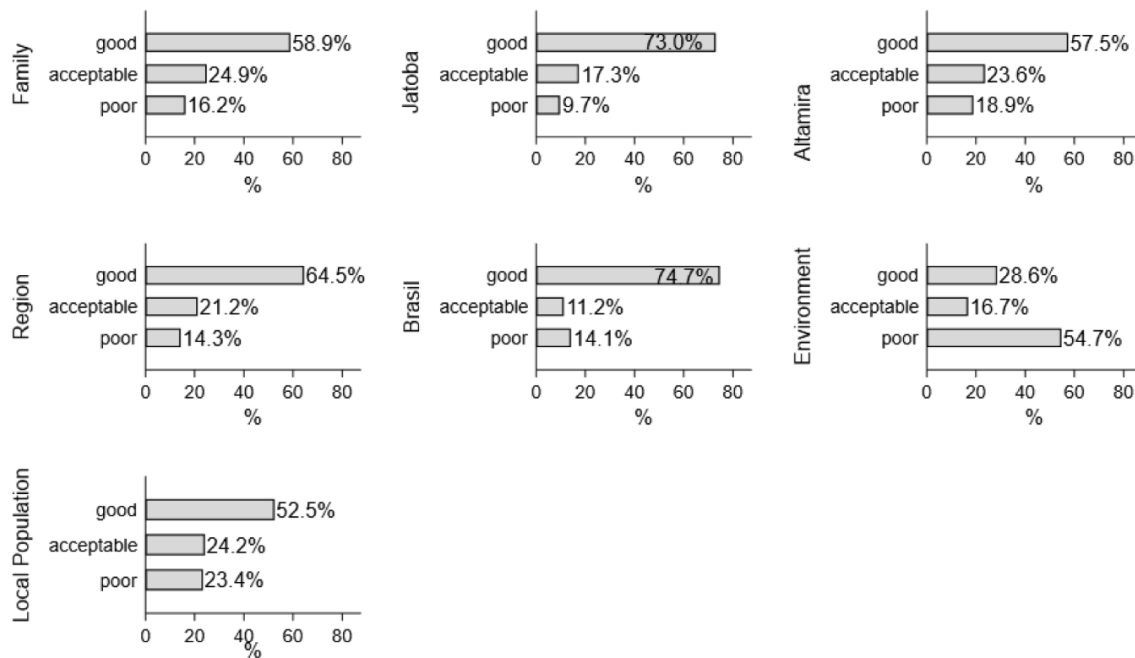 Family
good 58.9%
acceptable 24.9%
poor 16.2%
0 20 40 60 80
%
Jatoba
good 73.0%
acceptable 17.3%
poor 9.7%
0 20 40 60 80
%
Altamira
good 57.5%
acceptable 23.6%
poor 18.9%
0 20 40 60 80
%
Region
good 64.5%
acceptable 21.2%
poor 14.3%
0 20 40 60 80
%
Brasil
good 74.7%
acceptable 11.2%
poor 14.1%
0 20 40 60 80
%
Environment
good 28.6%
acceptable 16.7%
poor 54.7%
0 20 40 60 80
%
Local Population
good 52.5%
acceptable 24.2%
poor 23.4%
0 20 40 60 80
%